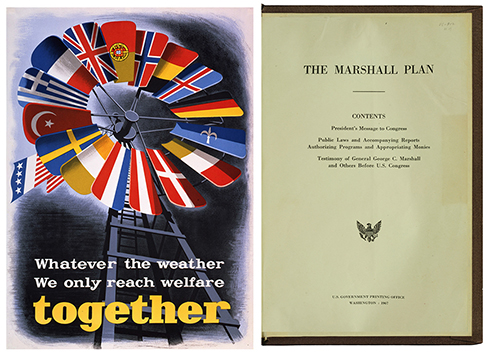 Whatever the weather
We only reach welfare
together
THE MARSHALL PLAN
CONTENTS
President's Message to Congress
Public Laws and Accompanying Reports
Authorizing Programs and Appropriating Monies
Testimony of General George C. Marshall
and Others Before U.S. Congress
U.S. GOVERNMENT PRINTING OFFICE
WASHINGTON : 1967